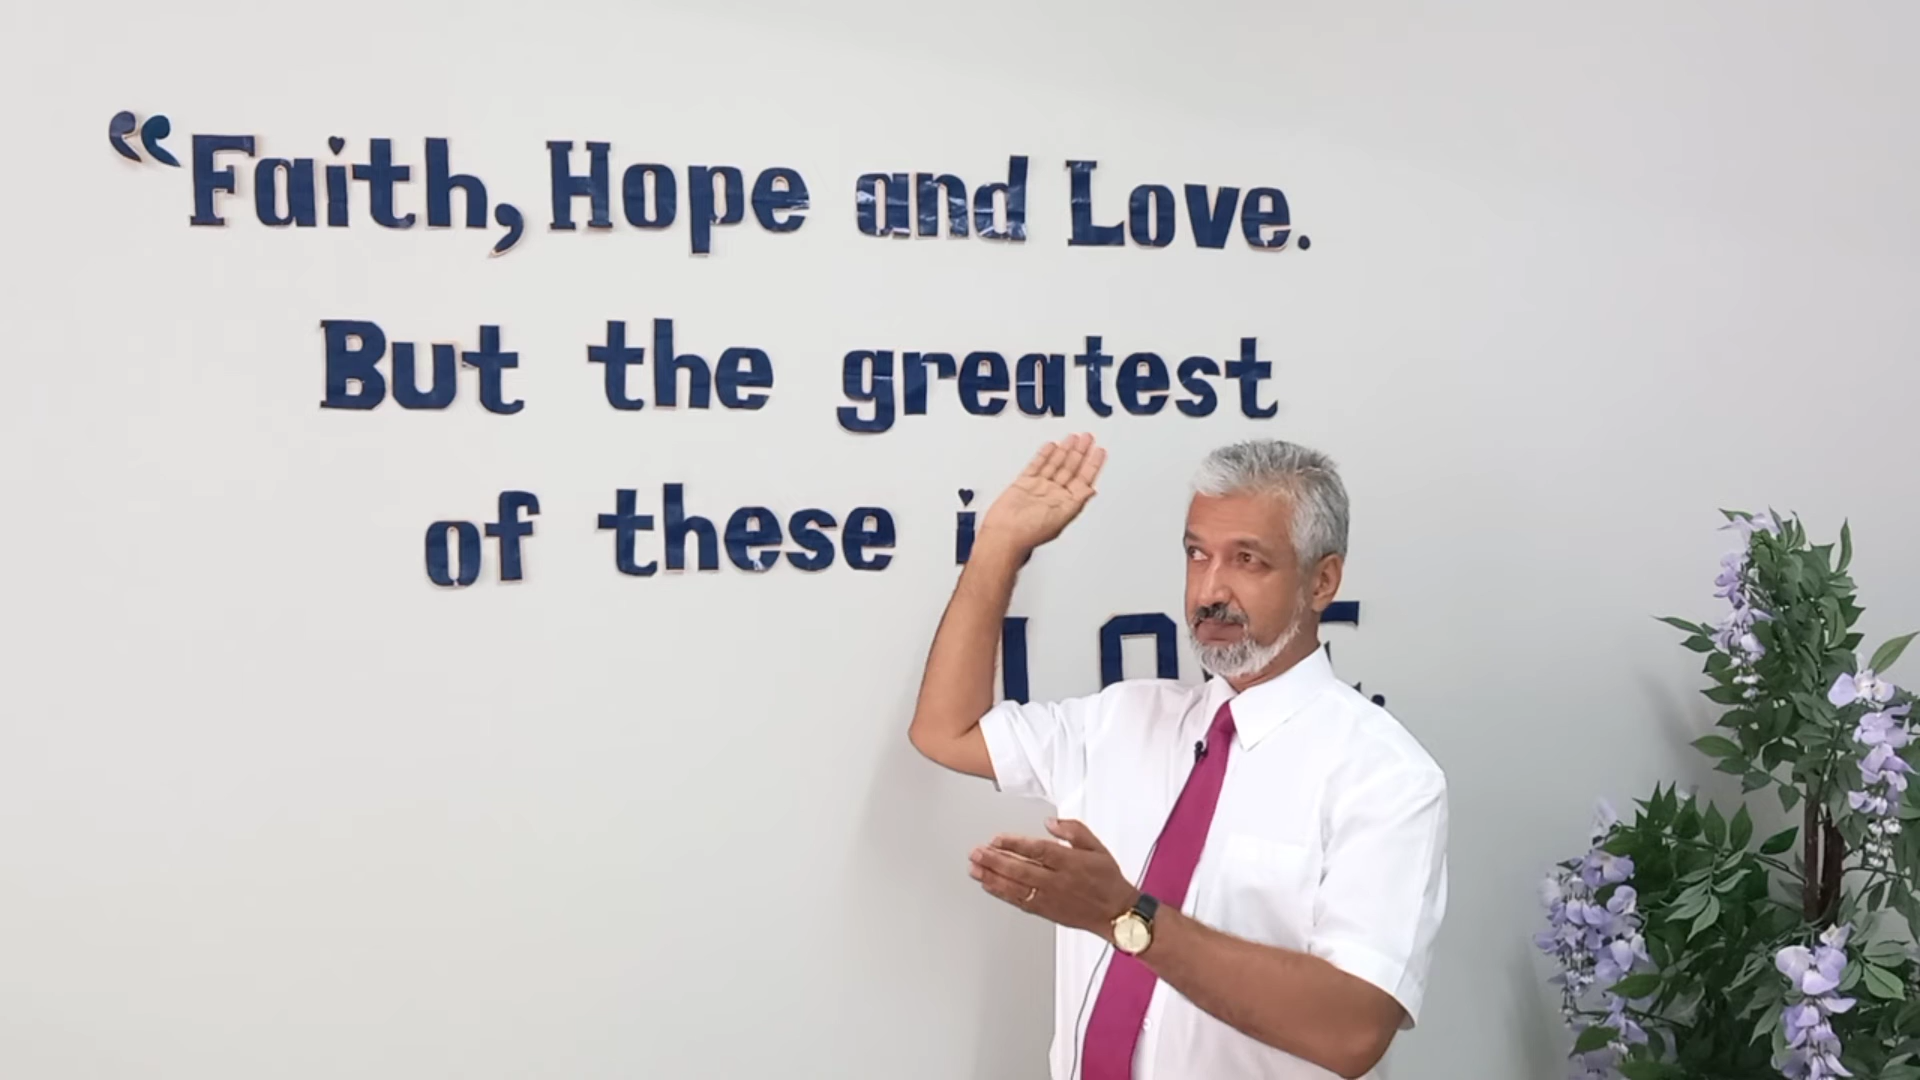 “Faith, Hope and Love.
But the greatest
of these